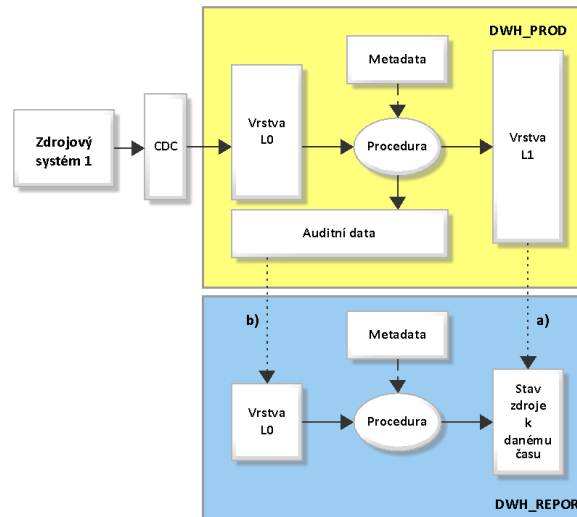 DWH_PROD
Metadata
Zdrojový
systém 1
CDC
Vrstva
L0
Procedura
Vrstva
L1
Auditní data
b)
a)
Metadata
Vrstva
L0
Procedura
Stav
zdroje
k
danému
času
DWH_REPOR